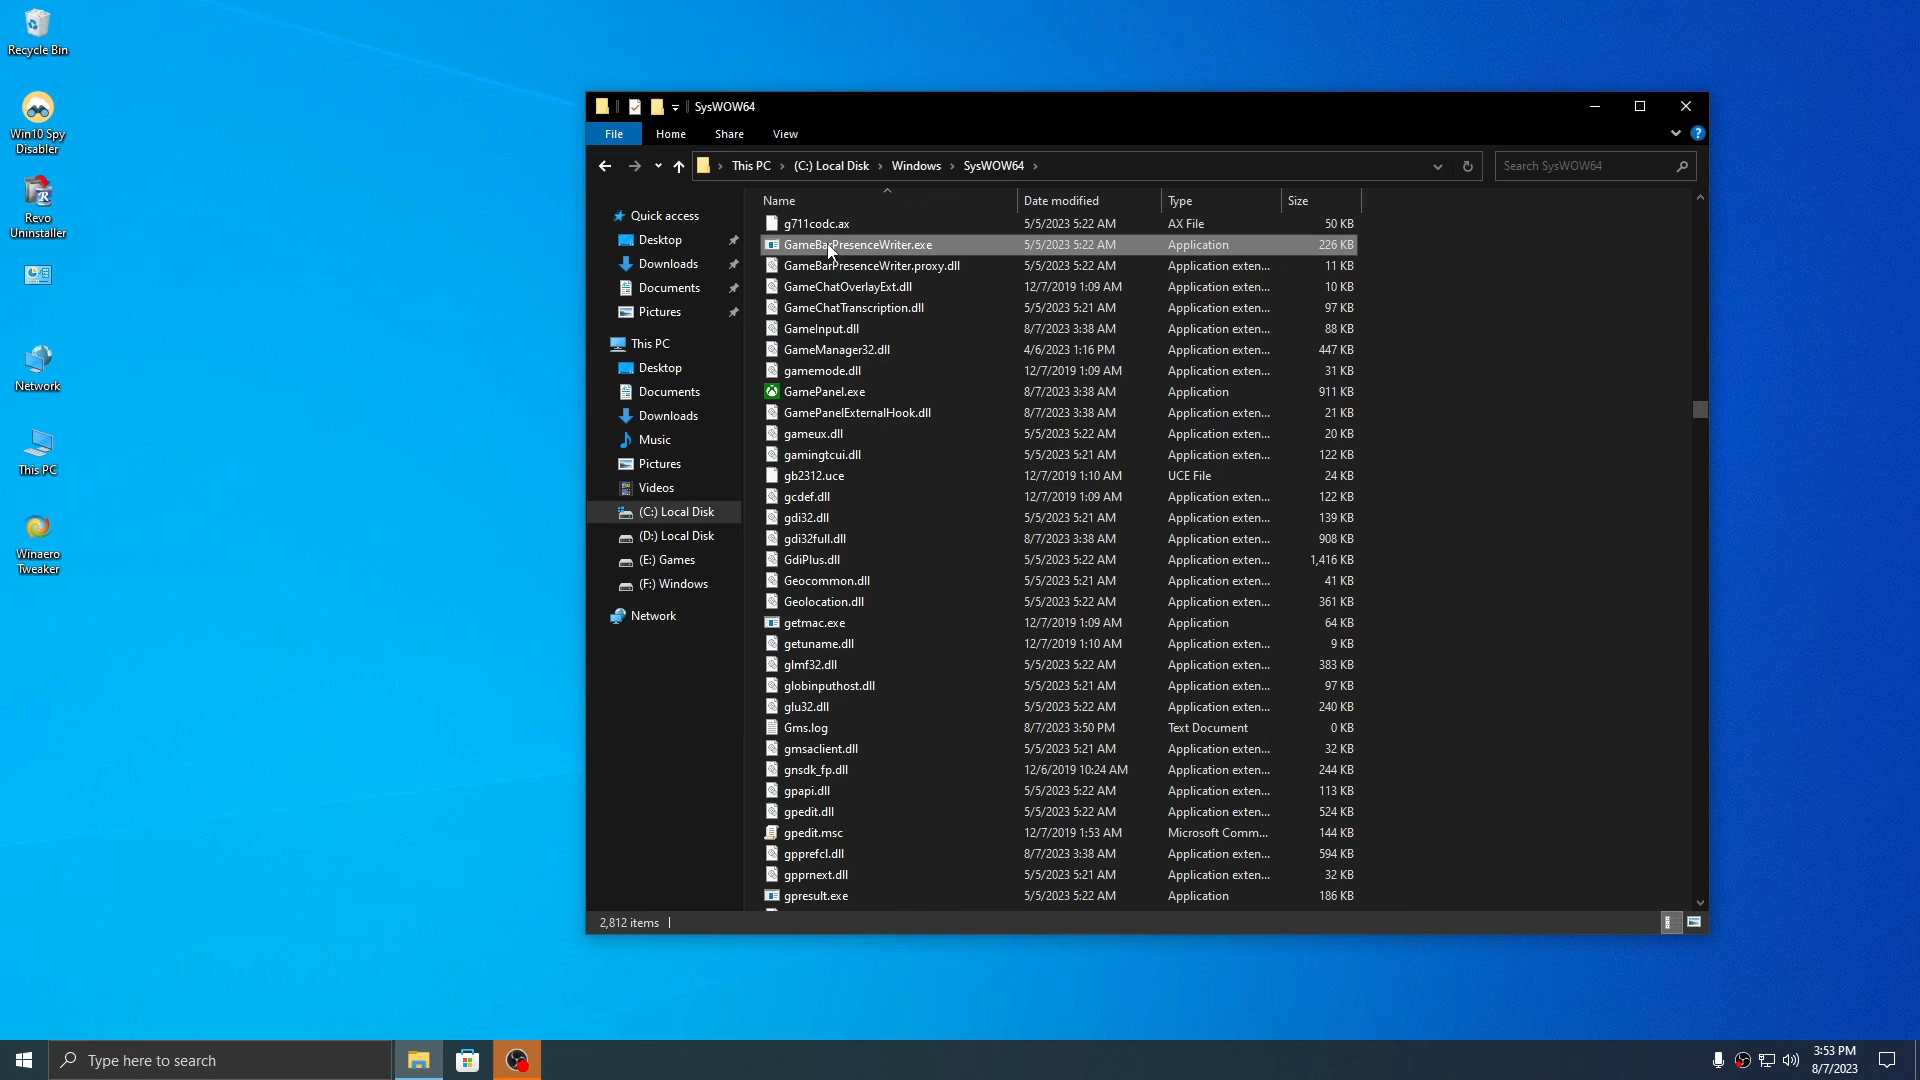 Recycle Bin
Win10 Spy
Disabler
Revo
Uninstaller
Network
This PC
Winaero
Tweaker
SysWOW64
File Home Share View
This PC (C:) Local Disk Windows SysWOW64
Search SysWOW64
Quick access
Desktop
Downloads
Documents
Pictures
This PC
Desktop
Documents
Downloads
Music
Pictures
Videos
(C:) Local Disk
(D:) Local Disk
(E:) Games
(F:) Windows
Network
Name Date modified Type Size
g711codc.ax 5/5/2023 5:22 AM AX File 50 KB
GameBarPresenceWriter.exe 5/5/2023 5:22 AM Application 226 KB
GameBarPresenceWriter.proxy.dll 5/5/2023 5:22 AM Application exten... 11 KB
GameChatOverlayExt.dll 12/7/2019 1:09 AM Application exten... 10 KB
GameChatTranscription.dll 5/5/2023 5:21 AM Application exten... 97 KB
GameInput.dll 8/7/2023 3:38 AM Application exten... 88 KB
GameManager32.dll 4/6/2023 1:16 PM Application exten... 447 KB
gamemode.dll 12/7/2019 1:09 AM Application exten... 31 KB
GamePanel.exe 8/7/2023 3:38 AM Application 911 KB
GamePanelExternalHook.dll 8/7/2023 3:38 AM Application exten... 21 KB
gameux.dll 5/5/2023 5:22 AM Application exten... 20 KB
gamingtcui.dll 5/5/2023 5:21 AM Application exten... 122 KB
gb2312.uce 12/7/2019 1:10 AM UCE File 24 KB
gcdef.dll 12/7/2019 1:09 AM Application exten... 122 KB
gdi32.dll 5/5/2023 5:21 AM Application exten... 139 KB
gdi32full.dll 8/7/2023 3:38 AM Application exten... 908 KB
GdiPlus.dll 5/5/2023 5:22 AM Application exten... 1,416 KB
Geocommon.dll 5/5/2023 5:21 AM Application exten... 41 KB
Geolocation.dll 5/5/2023 5:22 AM Application exten... 361 KB
getmac.exe 12/7/2019 1:09 AM Application 64 KB
getuname.dll 12/7/2019 1:10 AM Application exten... 9 KB
glmf32.dll 5/5/2023 5:22 AM Application exten... 383 KB
globinputhost.dll 5/5/2023 5:21 AM Application exten... 97 KB
glu32.dll 5/5/2023 5:22 AM Application exten... 240 KB
Gms.log 8/7/2023 3:50 PM Text Document 0 KB
gmsaclient.dll 5/5/2023 5:21 AM Application exten... 32 KB
gnsdk_fp.dll 12/6/2019 10:24 AM Application exten... 244 KB
gpapi.dll 5/5/2023 5:22 AM Application exten... 113 KB
gpedit.dll 5/5/2023 5:22 AM Application exten... 524 KB
gpedit.msc 12/7/2019 1:53 AM Microsoft Comm... 144 KB
gpprefcl.dll 8/7/2023 3:38 AM Application exten... 594 KB
gpprnext.dll 5/5/2023 5:21 AM Application exten... 32 KB
gpresult.exe 5/5/2023 5:22 AM Application 186 KB
2,812 items
Type here to search
3:53 PM
8/7/2023